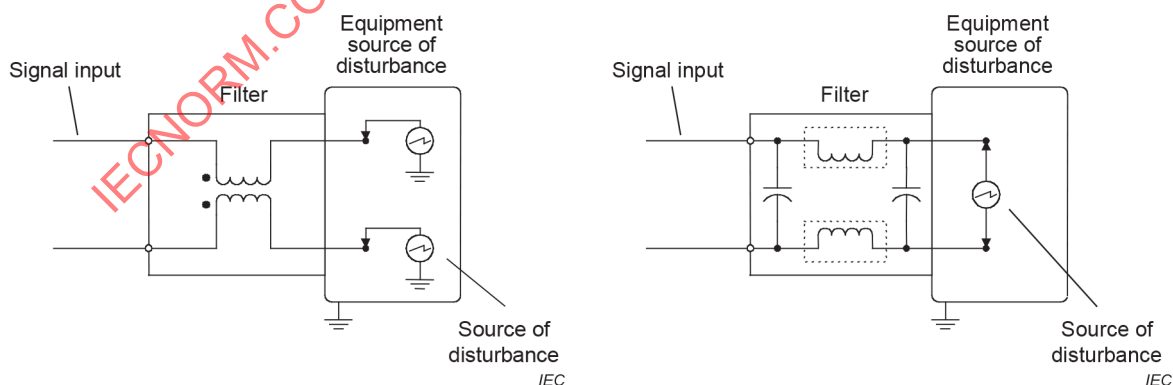 Equipment
source of
disturbance
Signal input
Filter
Source of
disturbance
IEC
Equipment
source of
disturbance
Signal input
Filter
Source of
disturbance
IEC
IECNORM.CO